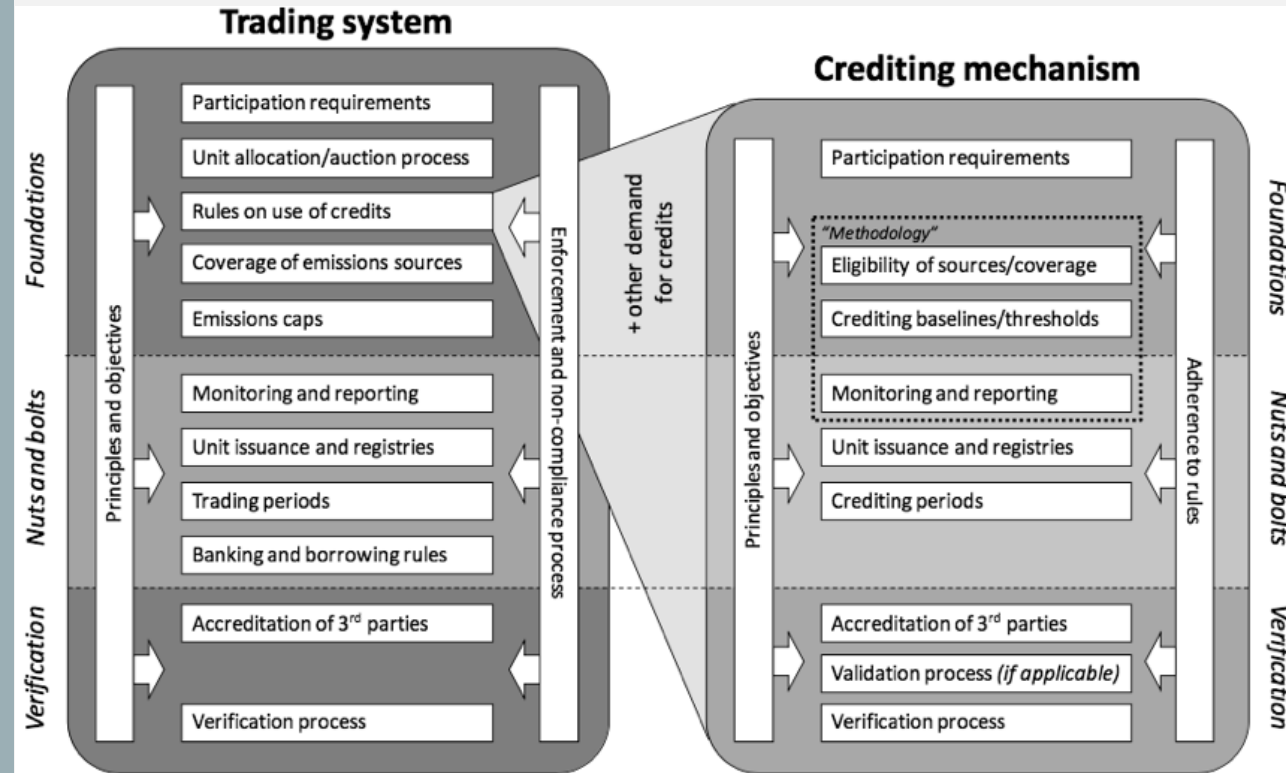 Trading system
Foundations
Nuts and bolts
Verification
Principles and objectives
Participation requirements
Unit allocation/auction process
Rules on use of credits
Coverage of emissions sources
Emissions caps
Monitoring and reporting
Unit issuance and registries
Trading periods
Banking and borrowing rules
Accreditation of 3rd parties
Verification process
Enforcement and non-compliance process
+ other demand
for credits
Crediting mechanism
Principles and objectives
Participation requirements
"Methodology"
Eligibility of sources/coverage
Crediting baselines/thresholds
Monitoring and reporting
Unit issuance and registries
Crediting periods
Accreditation of 3rd parties
Validation process (if applicable)
Verification process
Adherence to rules
Foundations
Nuts and bolts
Verification